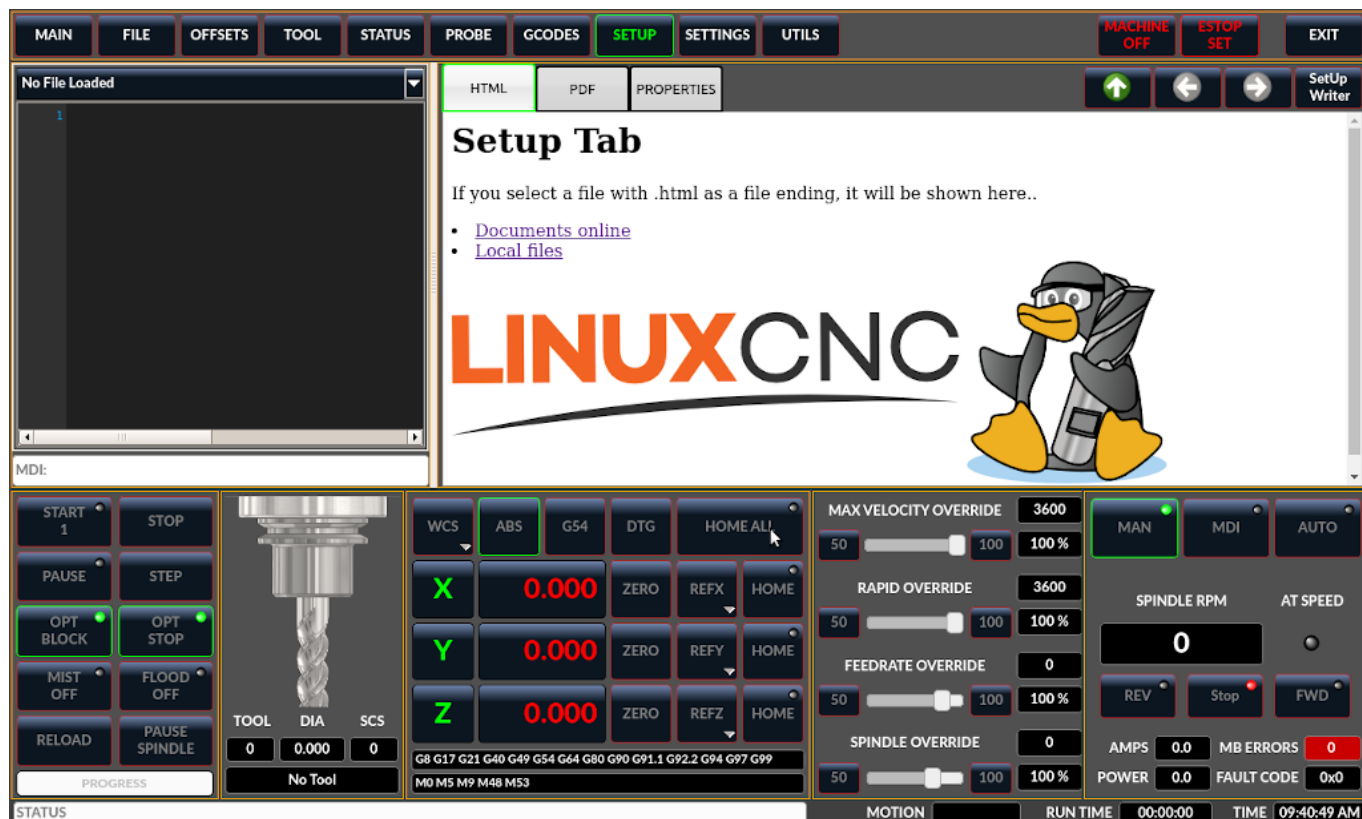 MAIN FILE OFFSETS TOOL STATUS PROBE GCODES SETUP SETTINGS UTILS MACHINE OFF ESTOP SET EXIT
No File Loaded
1
MDI:
HTML PDF PROPERTIES
SetUp
Writer
Setup Tab
If you select a file with .html as a file ending, it will be shown here..
• Documents online
• Local files
LINUXCNC
START
1
STOP
PAUSE
STEP
OPT
BLOCK
OPT
STOP
MIST
OFF
FLOOD
OFF
RELOAD
PAUSE
SPINDLE
PROGRESS
TOOL DIA SCS
0 0.000 0
No Tool
WCS ABS G54 DTG HOME ALL
X 0.000 ZERO REFX HOME
Y 0.000 ZERO REFY HOME
Z 0.000 ZERO REFZ HOME
G8 G17 G21 G40 G49 G54 G64 G80 G90 G91.1 G92.2 G94 G97 G99
M0 M5 M9 M48 M53
MAX VELOCITY OVERRIDE 3600
50 100 100 %
RAPID OVERRIDE 3600
50 100 100 %
FEEDRATE OVERRIDE 0
50 100 100 %
SPINDLE OVERRIDE 0
50 100 100 %
MAN MDI AUTO
SPINDLE RPM AT SPEED
0
REV Stop FWD
AMPS 0.0 MB ERRORS 0
POWER 0.0 FAULT CODE 0x0
STATUS
MOTION RUN TIME 00:00:00 TIME 09:40:49 AM